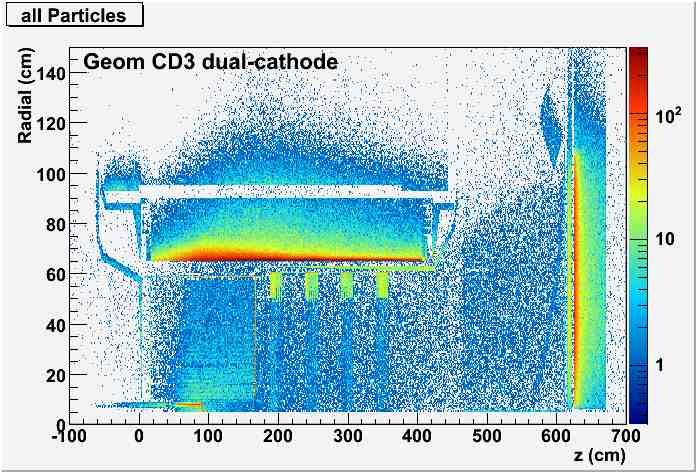 all Particles
Geom CD3 dual-cathode
Radial (cm)
140
120
100
80
60
40
20
0
-100 0 100 200 300 400 500 600 700
z (cm)
10²
10
1